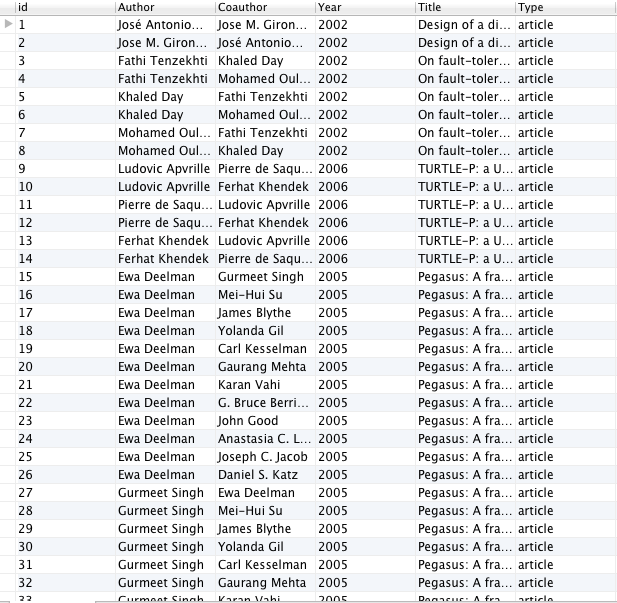 id Author Coauthor Year Title Type
1 José Antonio... Jose M. Giron... 2002 Design of a di... article
2 Jose M. Giron... José Antonio... 2002 Design of a di... article
3 Fathi Tenzekhti Khaled Day 2002 On fault-toler... article
4 Fathi Tenzekhti Mohamed Oul... 2002 On fault-toler... article
5 Khaled Day Fathi Tenzekhti 2002 On fault-toler... article
6 Khaled Day Mohamed Oul... 2002 On fault-toler... article
7 Mohamed Oul... Fathi Tenzekhti 2002 On fault-toler... article
8 Mohamed Oul... Khaled Day 2002 On fault-toler... article
9 Ludovic Apvrille Pierre de Saqu... 2006 TURTLE-P: a U... article
10 Ludovic Apvrille Ferhat Khendek 2006 TURTLE-P: a U... article
11 Pierre de Saqu... Ludovic Apvrille 2006 TURTLE-P: a U... article
12 Pierre de Saqu... Ferhat Khendek 2006 TURTLE-P: a U... article
13 Ferhat Khendek Ludovic Apvrille 2006 TURTLE-P: a U... article
14 Ferhat Khendek Pierre de Saqu... 2006 TURTLE-P: a U... article
15 Ewa Deelman Gurmeet Singh 2005 Pegasus: A fra... article
16 Ewa Deelman Mei-Hui Su 2005 Pegasus: A fra... article
17 Ewa Deelman James Blythe 2005 Pegasus: A fra... article
18 Ewa Deelman Yolanda Gil 2005 Pegasus: A fra... article
19 Ewa Deelman Carl Kesselman 2005 Pegasus: A fra... article
20 Ewa Deelman Gaurang Mehta 2005 Pegasus: A fra... article
21 Ewa Deelman Karan Vahi 2005 Pegasus: A fra... article
22 Ewa Deelman G. Bruce Berri... 2005 Pegasus: A fra... article
23 Ewa Deelman John Good 2005 Pegasus: A fra... article
24 Ewa Deelman Anastasia C. L... 2005 Pegasus: A fra... article
25 Ewa Deelman Joseph C. Jacob 2005 Pegasus: A fra... article
26 Ewa Deelman Daniel S. Katz 2005 Pegasus: A fra... article
27 Gurmeet Singh Ewa Deelman 2005 Pegasus: A fra... article
28 Gurmeet Singh Mei-Hui Su 2005 Pegasus: A fra... article
29 Gurmeet Singh James Blythe 2005 Pegasus: A fra... article
30 Gurmeet Singh Yolanda Gil 2005 Pegasus: A fra... article
31 Gurmeet Singh Carl Kesselman 2005 Pegasus: A fra... article
32 Gurmeet Singh Gaurang Mehta 2005 Pegasus: A fra... article
33 Gurmeet Singh Karan Vahi 2005 Pegasus: A fra... article